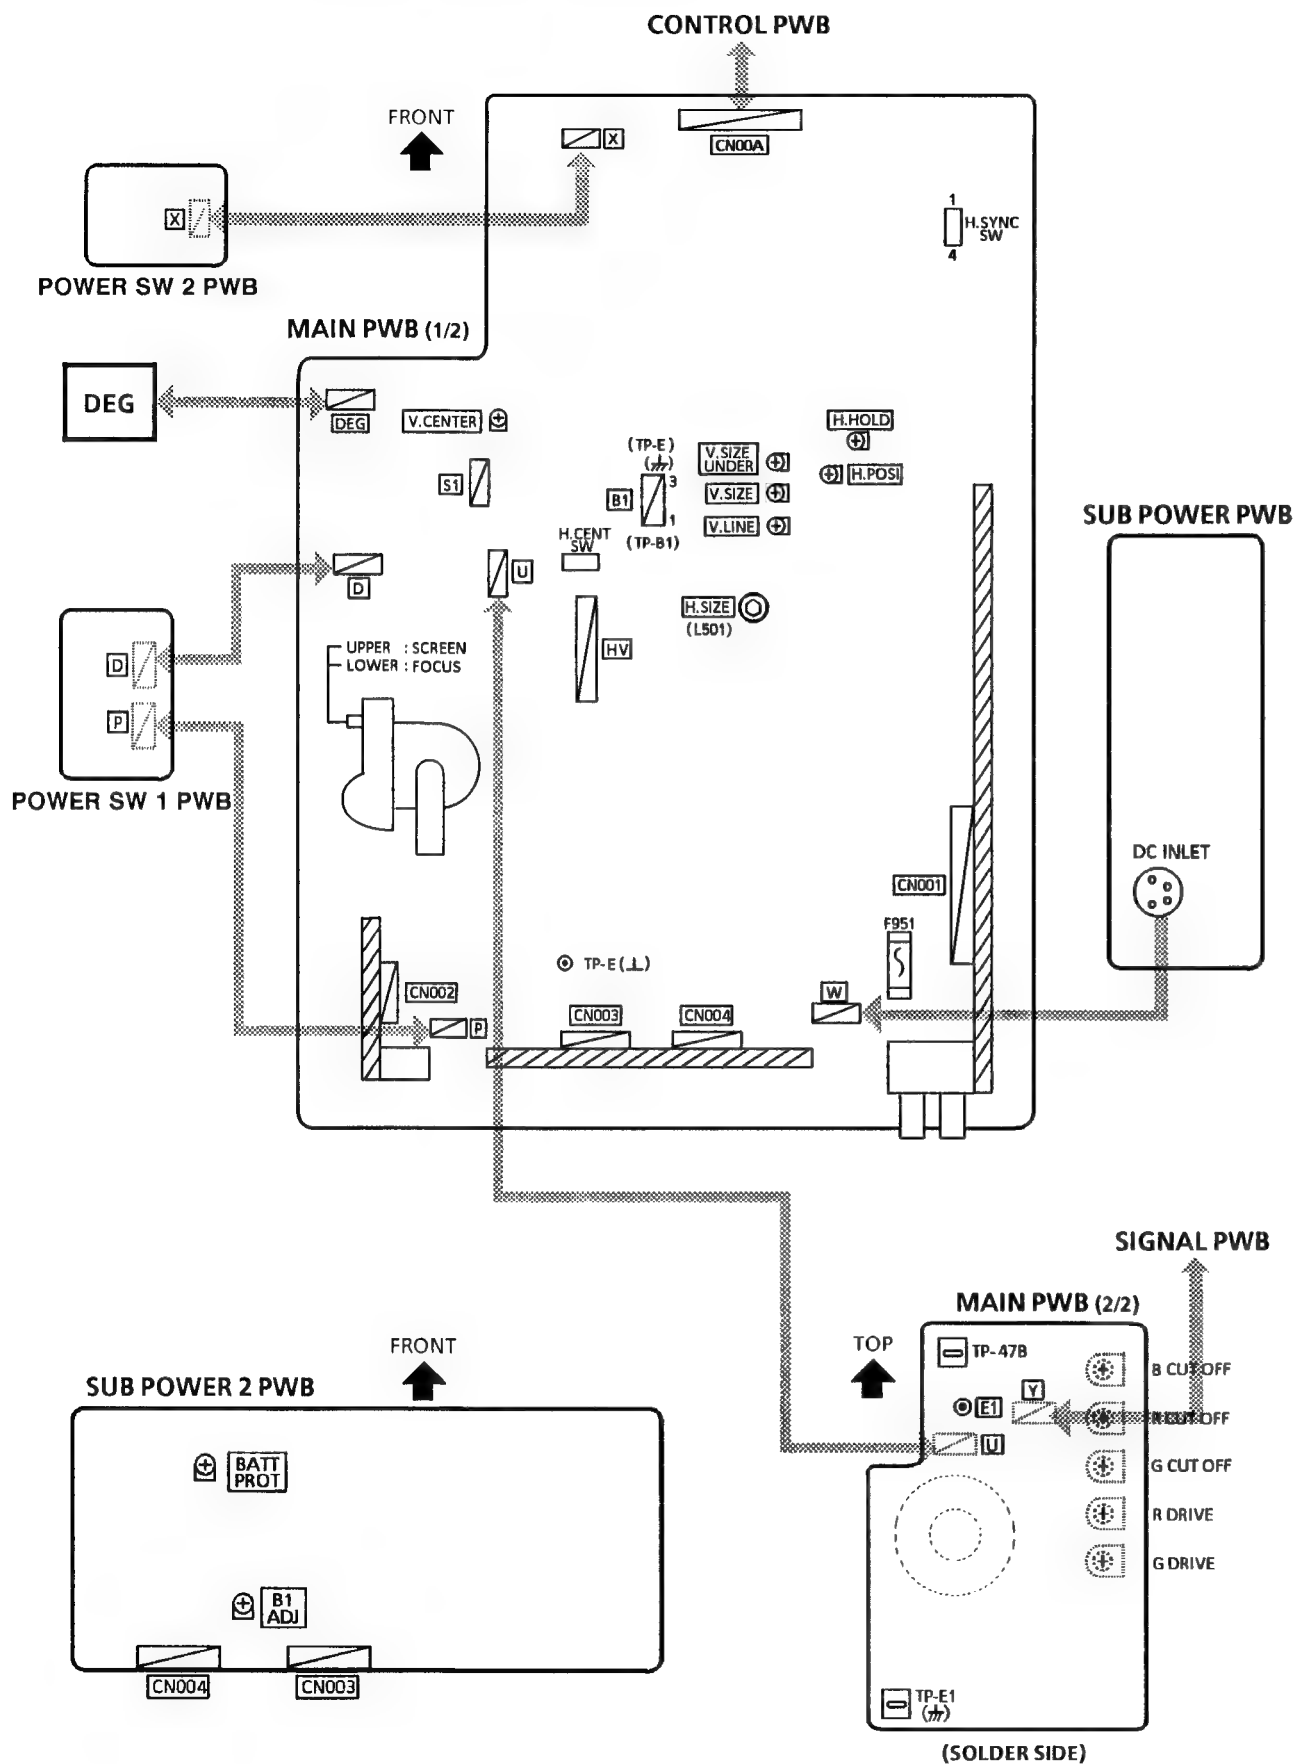 CONTROL PWB
FRONT
X
CN00A
X
1
H.SYNC
SW
4
POWER SW 2 PWB
MAIN PWB (1/2)
DEG
DEG
V.CENTER
H.HOLD
(TP-E)
V.SIZE
UNDER
H.POSI
S1
3
B1
V.SIZE
1
V.LINE
(TP-B1)
H.CENT
SW
SUB POWER PWB
U
D
H.SIZE
(L501)
UPPER : SCREEN
LOWER : FOCUS
HV
D
P
POWER SW 1 PWB
DC INLET
CN001
F951
TP-E (⊥)
CN002
W
CN003
CN004
P
SIGNAL PWB
MAIN PWB (2/2)
TOP
FRONT
TP-47B
B CUT OFF
SUB POWER 2 PWB
Y
E1
R CUT OFF
U
G CUT OFF
BATT
PROT
R DRIVE
G DRIVE
B1
ADJ
CN004
CN003
TP-E1
(SOLDER SIDE)